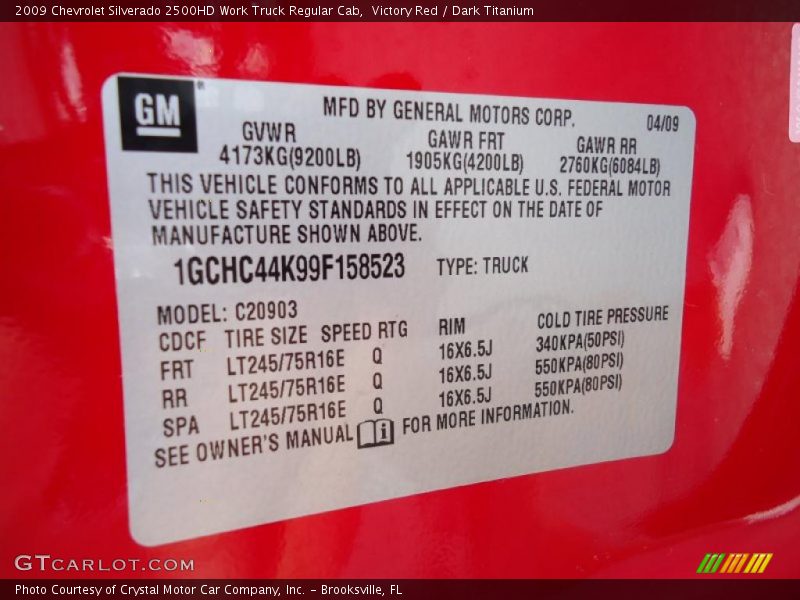 2009 Chevrolet Silverado 2500HD Work Truck Regular Cab, Victory Red / Dark Titanium
GM
MFD BY GENERAL MOTORS CORP. 04/09
GVWR GAWR FRT GAWR RR
4173KG(9200LB) 1905KG(4200LB) 2760KG(6084LB)
THIS VEHICLE CONFORMS TO ALL APPLICABLE U.S. FEDERAL MOTOR
VEHICLE SAFETY STANDARDS IN EFFECT ON THE DATE OF
MANUFACTURE SHOWN ABOVE.
1GCHC44K99F158523 TYPE: TRUCK
MODEL: C20903
CDCF TIRE SIZE SPEED RTG RIM COLD TIRE PRESSURE
FRT LT245/75R16E Q 16X6.5J 340KPA(50PSI)
RR LT245/75R16E Q 16X6.5J 550KPA(80PSI)
SPA LT245/75R16E Q 16X6.5J 550KPA(80PSI)
SEE OWNER'S MANUAL i FOR MORE INFORMATION.
GTCARLOT.COM
Photo Courtesy of Crystal Motor Car Company, Inc. - Brooksville, FL